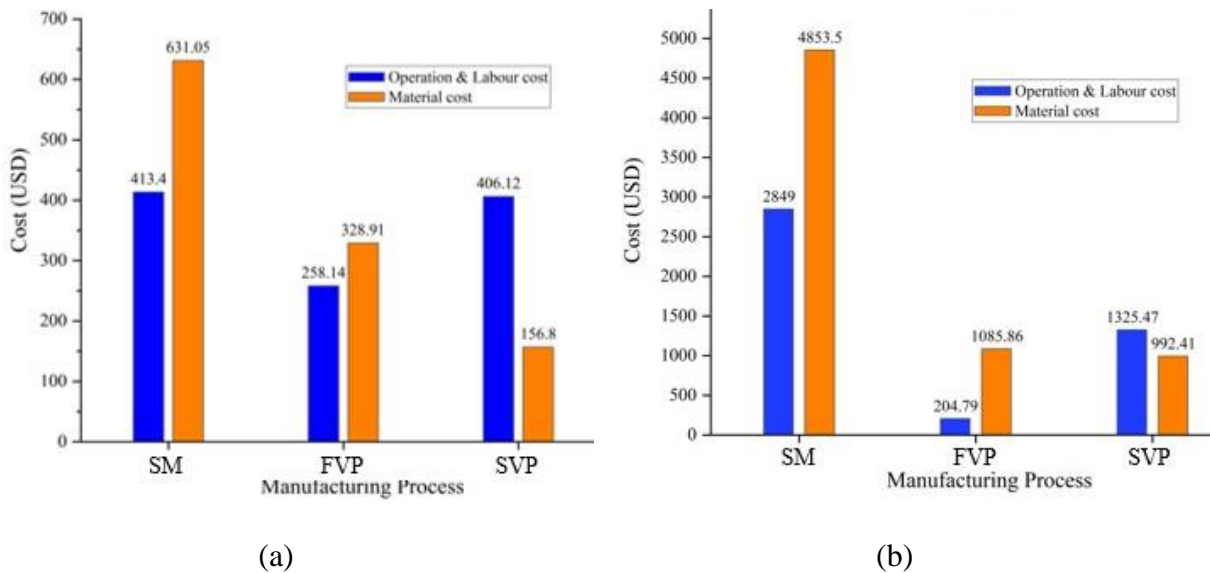 700
600
500
400
300
200
100
0
Cost (USD)
631.05
413.4
328.91
258.14
406.12
156.8
Operation & Labour cost
Material cost
SM
FVP
SVP
Manufacturing Process
(a)
5000
4500
4000
3500
3000
2500
2000
1500
1000
500
0
Cost (USD)
4853.5
2849
1085.86
204.79
1325.47
992.41
Operation & Labour cost
Material cost
SM
FVP
SVP
Manufacturing Process
(b)